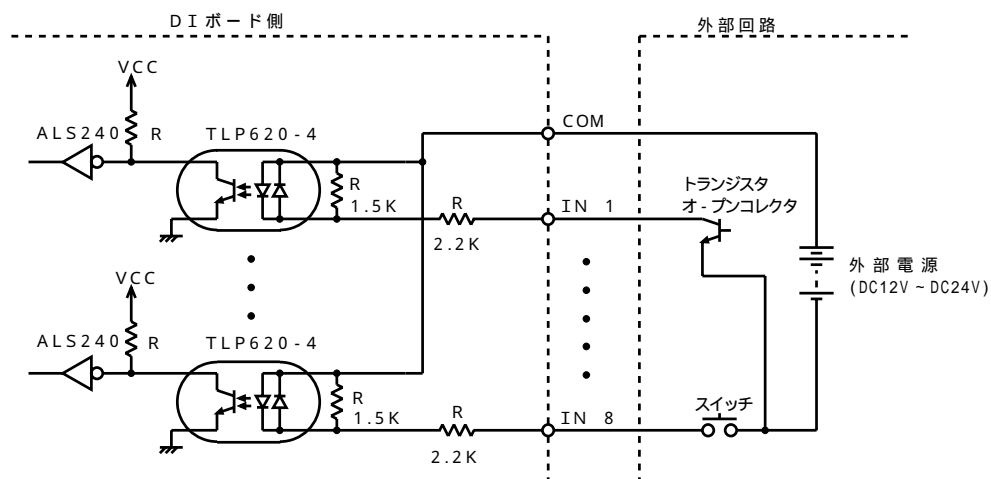 ＤＩボード側
外部回路
VCC
ALS240
R
TLP620-4
COM
R
1.5K
R
2.2K
IN 1
トランジスタ
オ-プンコレクタ
外部電源
(DC12V～DC24V)
VCC
ALS240
R
TLP620-4
R
1.5K
R
2.2K
IN 8
スイッチ